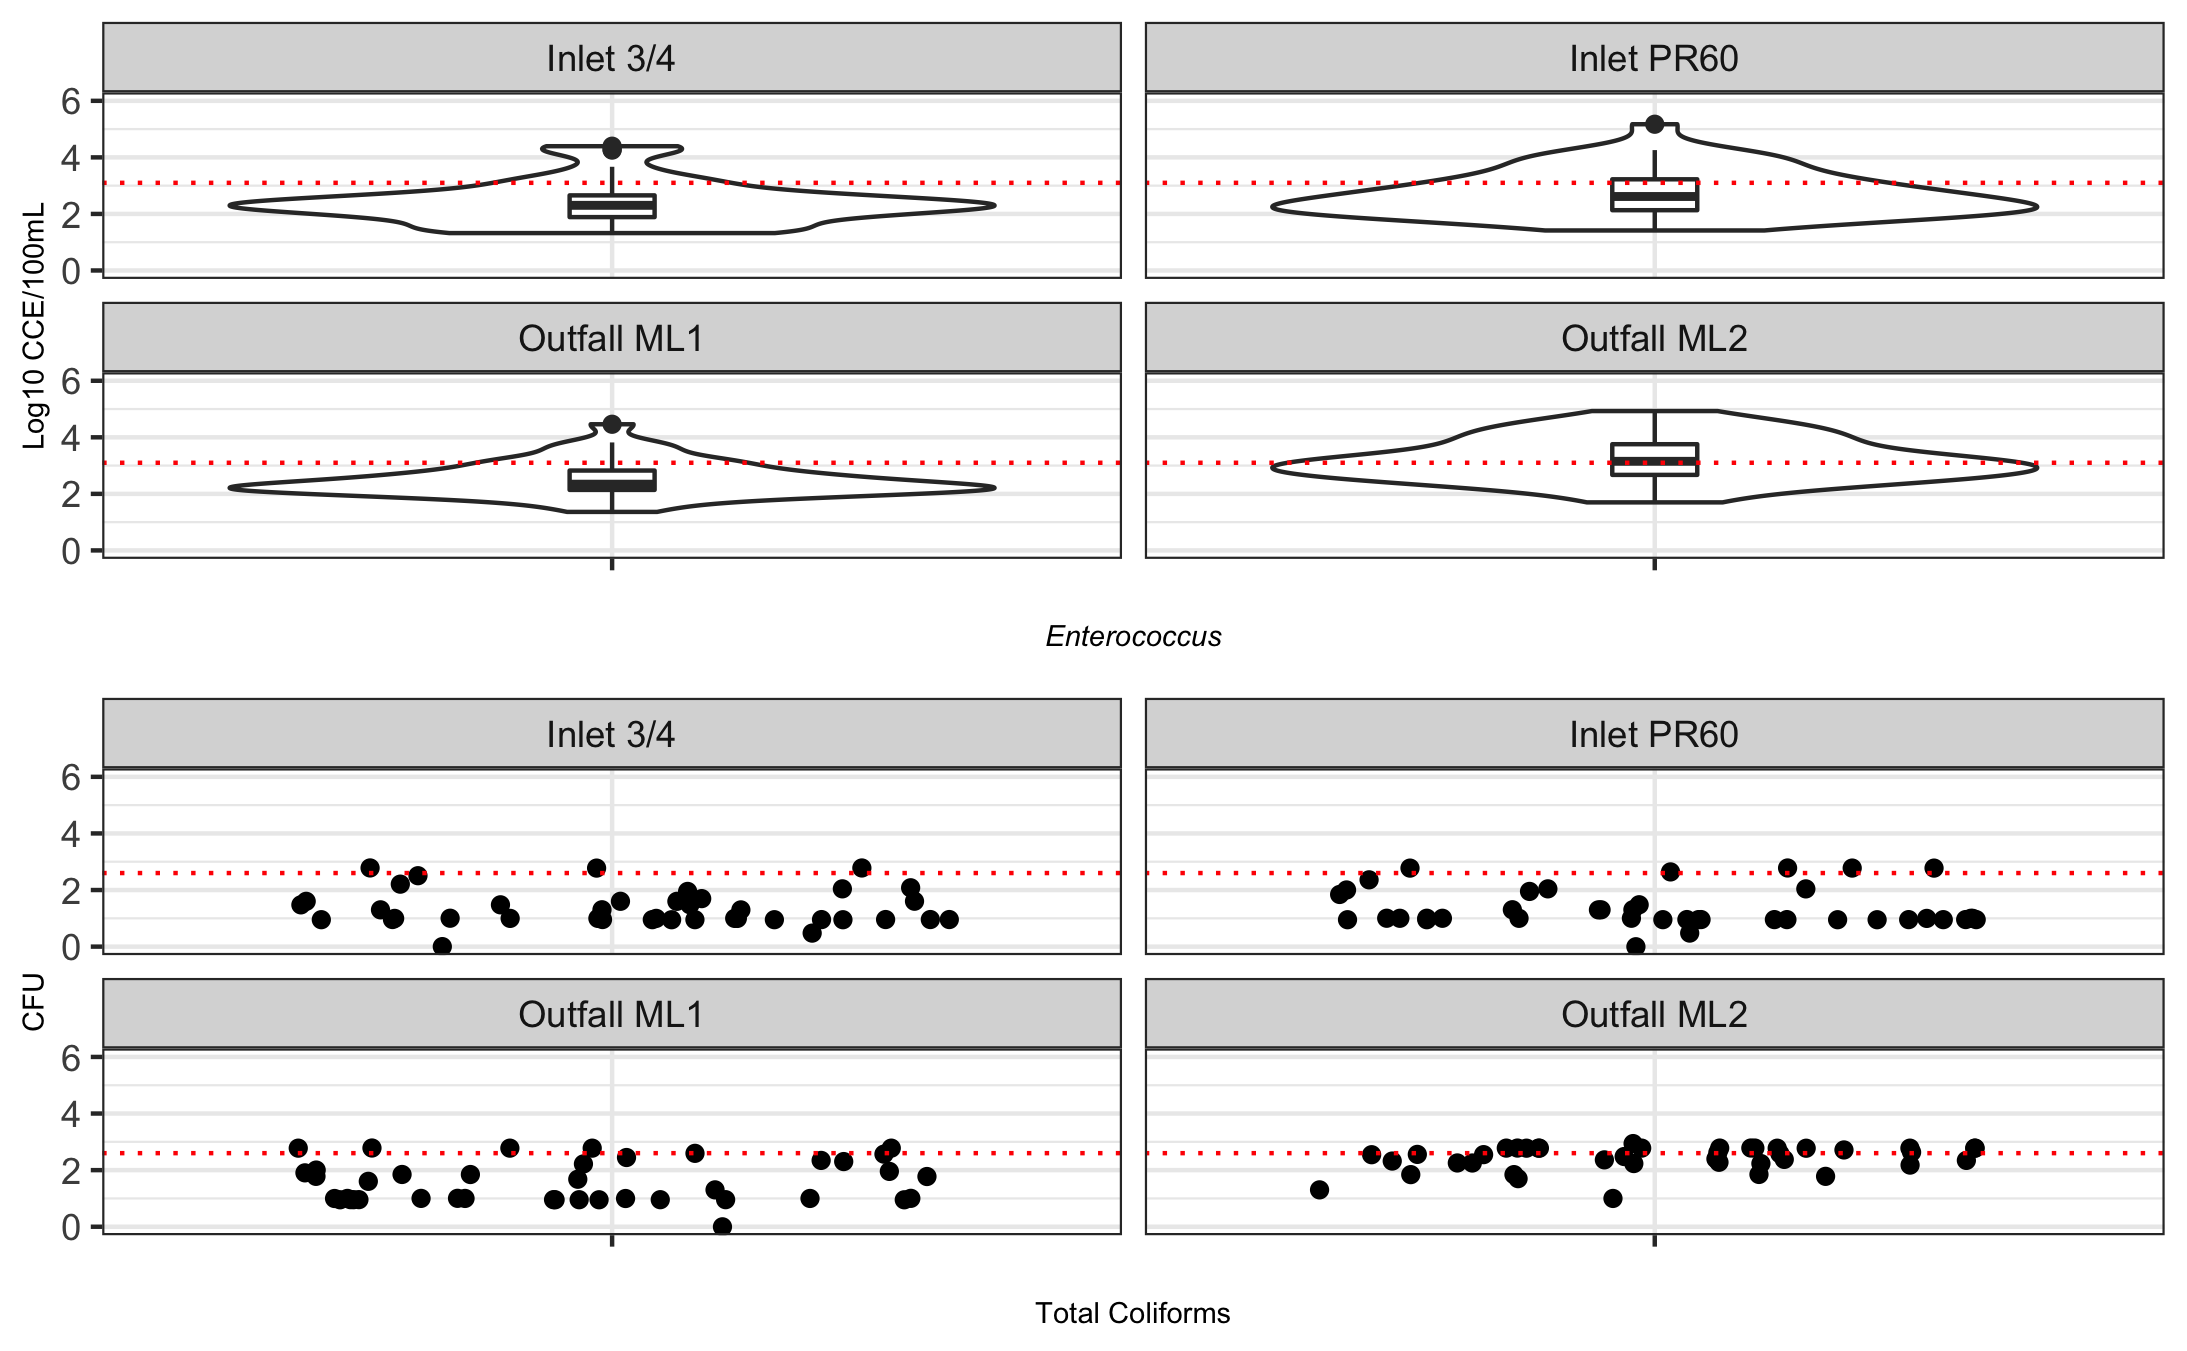 Inlet 3/4
Inlet PR60
6
4
2
0
Outfall ML1
Outfall ML2
6
4
2
0
Log10 CCE/100mL
Enterococcus
Inlet 3/4
Inlet PR60
6
4
2
0
Outfall ML1
Outfall ML2
6
4
2
0
CFU
Total Coliforms